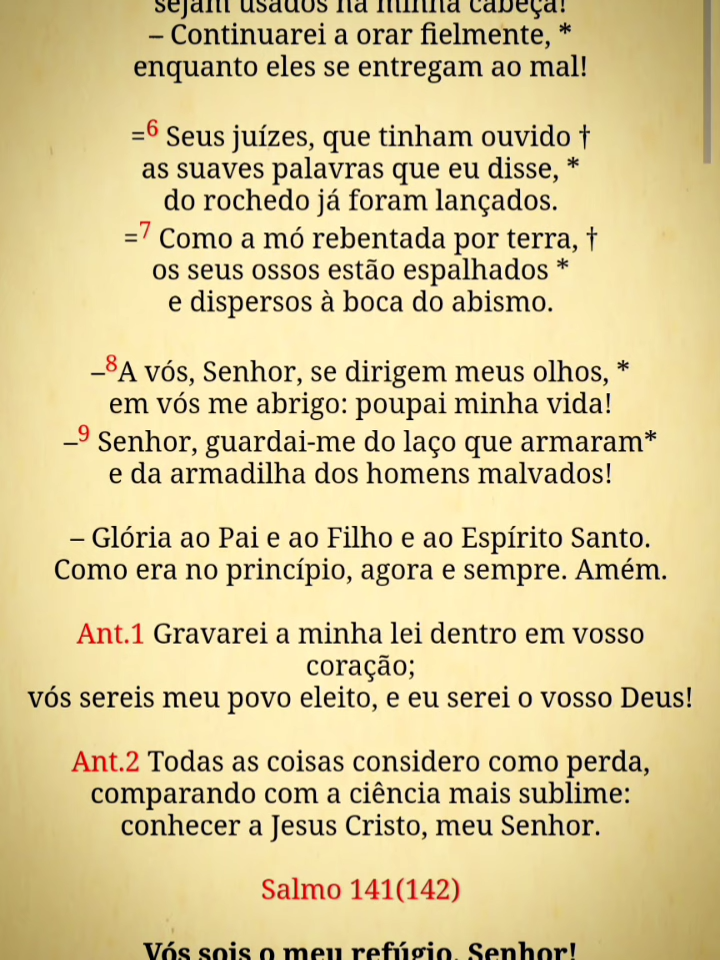 sejam usados na minha cabeça!
– Continuarei a orar fielmente, *
enquanto eles se entregam ao mal!
=6 Seus juízes, que tinham ouvido †
as suaves palavras que eu disse, *
do rochedo já foram lançados.
=7 Como a mó rebentada por terra, †
os seus ossos estão espalhados *
e dispersos à boca do abismo.
–8A vós, Senhor, se dirigem meus olhos, *
em vós me abrigo: poupai minha vida!
–9 Senhor, guardai-me do laço que armaram*
e da armadilha dos homens malvados!
– Glória ao Pai e ao Filho e ao Espírito Santo.
Como era no princípio, agora e sempre. Amém.
Ant.1 Gravarei a minha lei dentro em vosso
coração;
vós sereis meu povo eleito, e eu serei o vosso Deus!
Ant.2 Todas as coisas considero como perda,
comparando com a ciência mais sublime:
conhecer a Jesus Cristo, meu Senhor.
Salmo 141(142)
Vós sois o meu refúgio, Senhor!